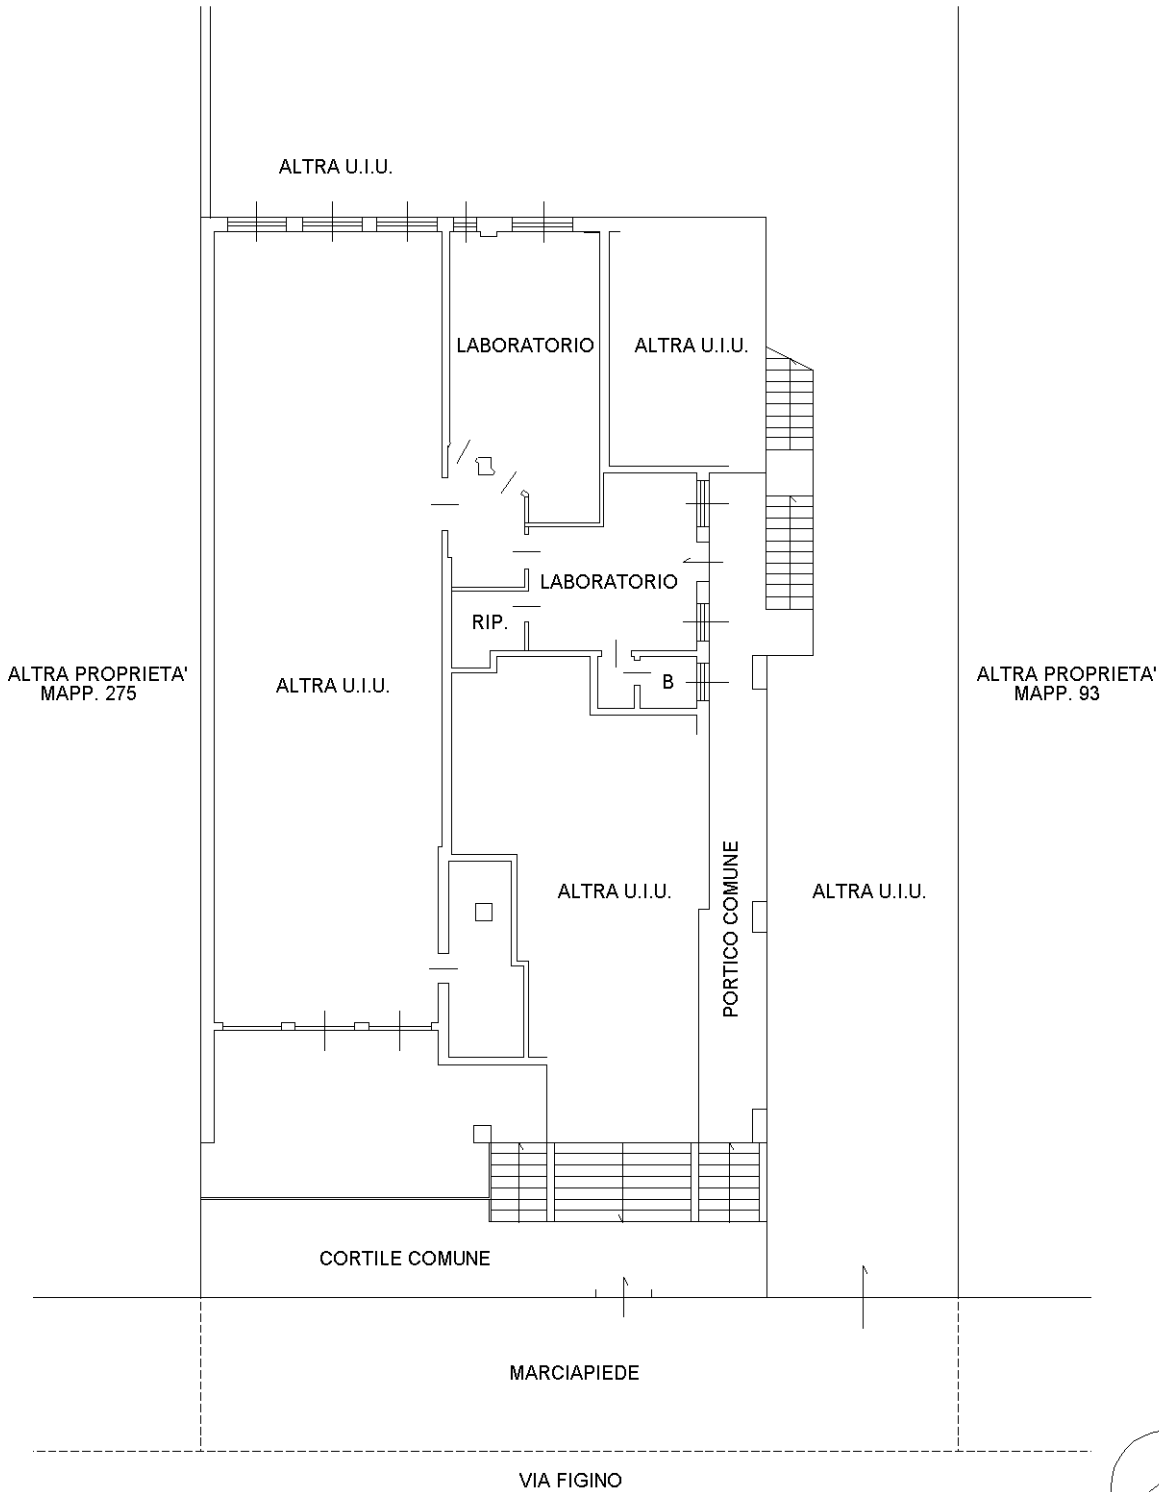 ALTRA U.I.U.
LABORATORIO
ALTRA U.I.U.
LABORATORIO
RIP.
ALTRA PROPRIETA'
MAPP. 275
ALTRA U.I.U.
B
ALTRA PROPRIETA'
MAPP. 93
ALTRA U.I.U.
PORTICO COMUNE
ALTRA U.I.U.
CORTILE COMUNE
MARCIAPIEDE
VIA FIGINO